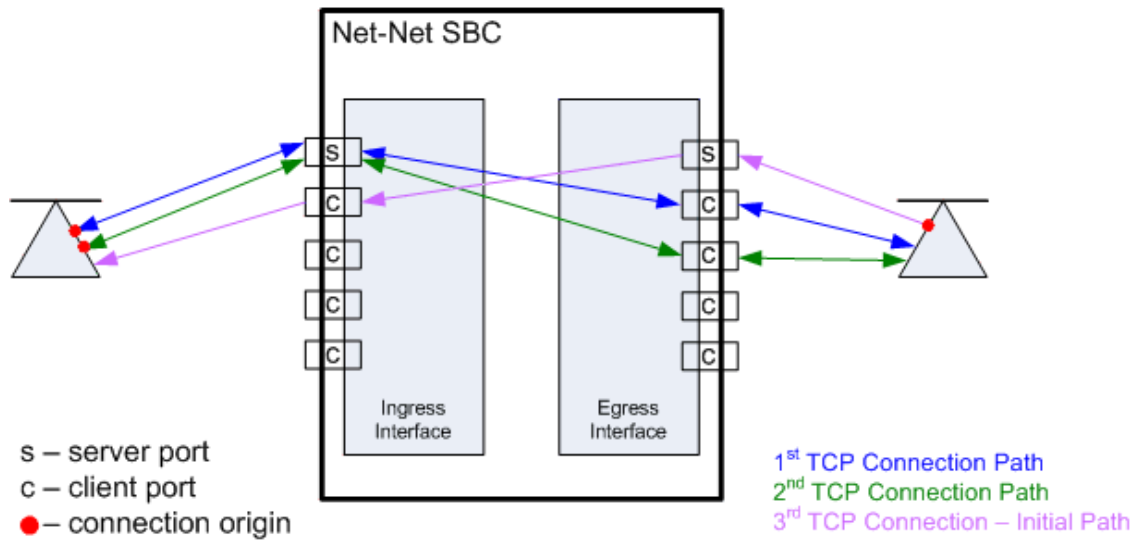 Net-Net SBC
S
S
C
C
C
C
C
C
C
C
Ingress
Interface
Egress
Interface
s – server port
c – client port
– connection origin
1st TCP Connection Path
2nd TCP Connection Path
3rd TCP Connection – Initial Path